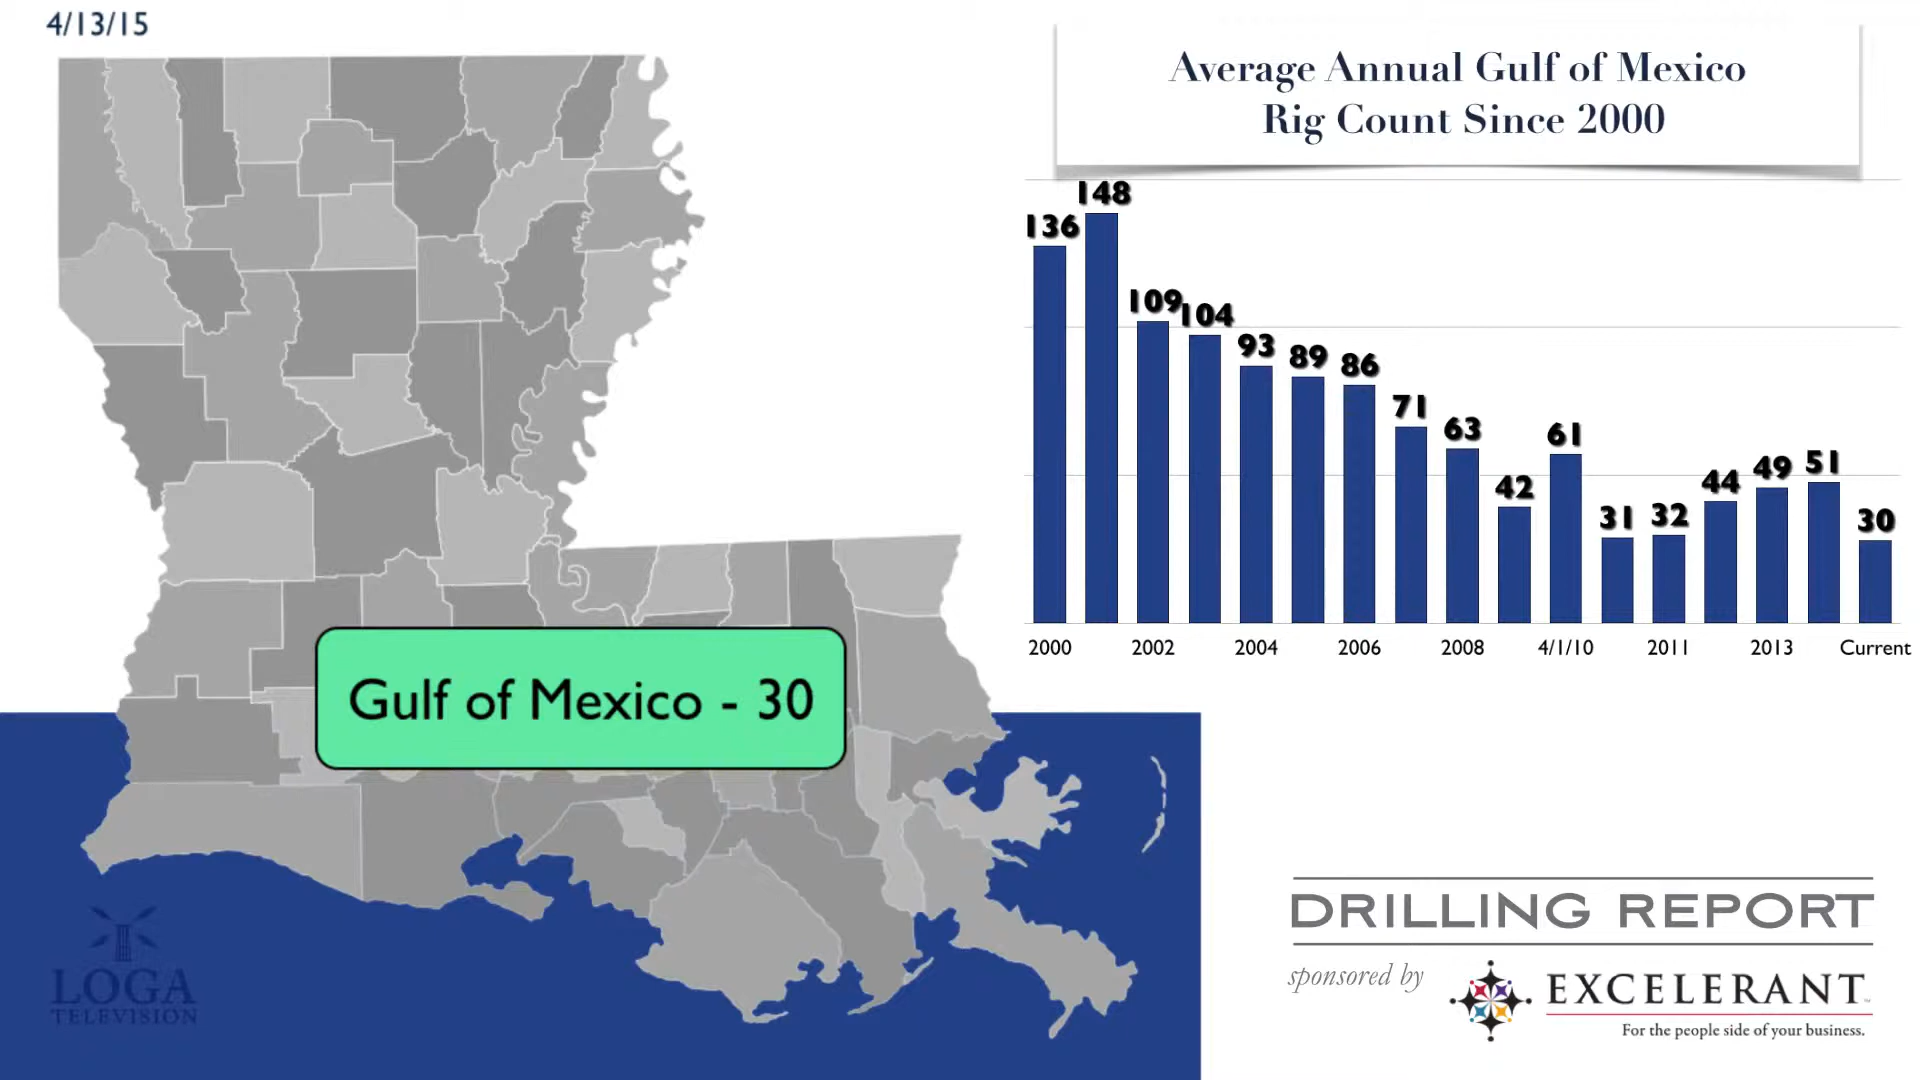 4/13/15
Average Annual Gulf of Mexico
Rig Count Since 2000
136
148
109
104
93
89
86
71
63
42
61
31
32
44
49
51
30
2000
2002
2004
2006
2008
4/1/10
2011
2013
Current
Gulf of Mexico - 30
DRILLING REPORT
sponsored by
EXCELERANT
For the people side of your business.
LOGA
TELEVISION